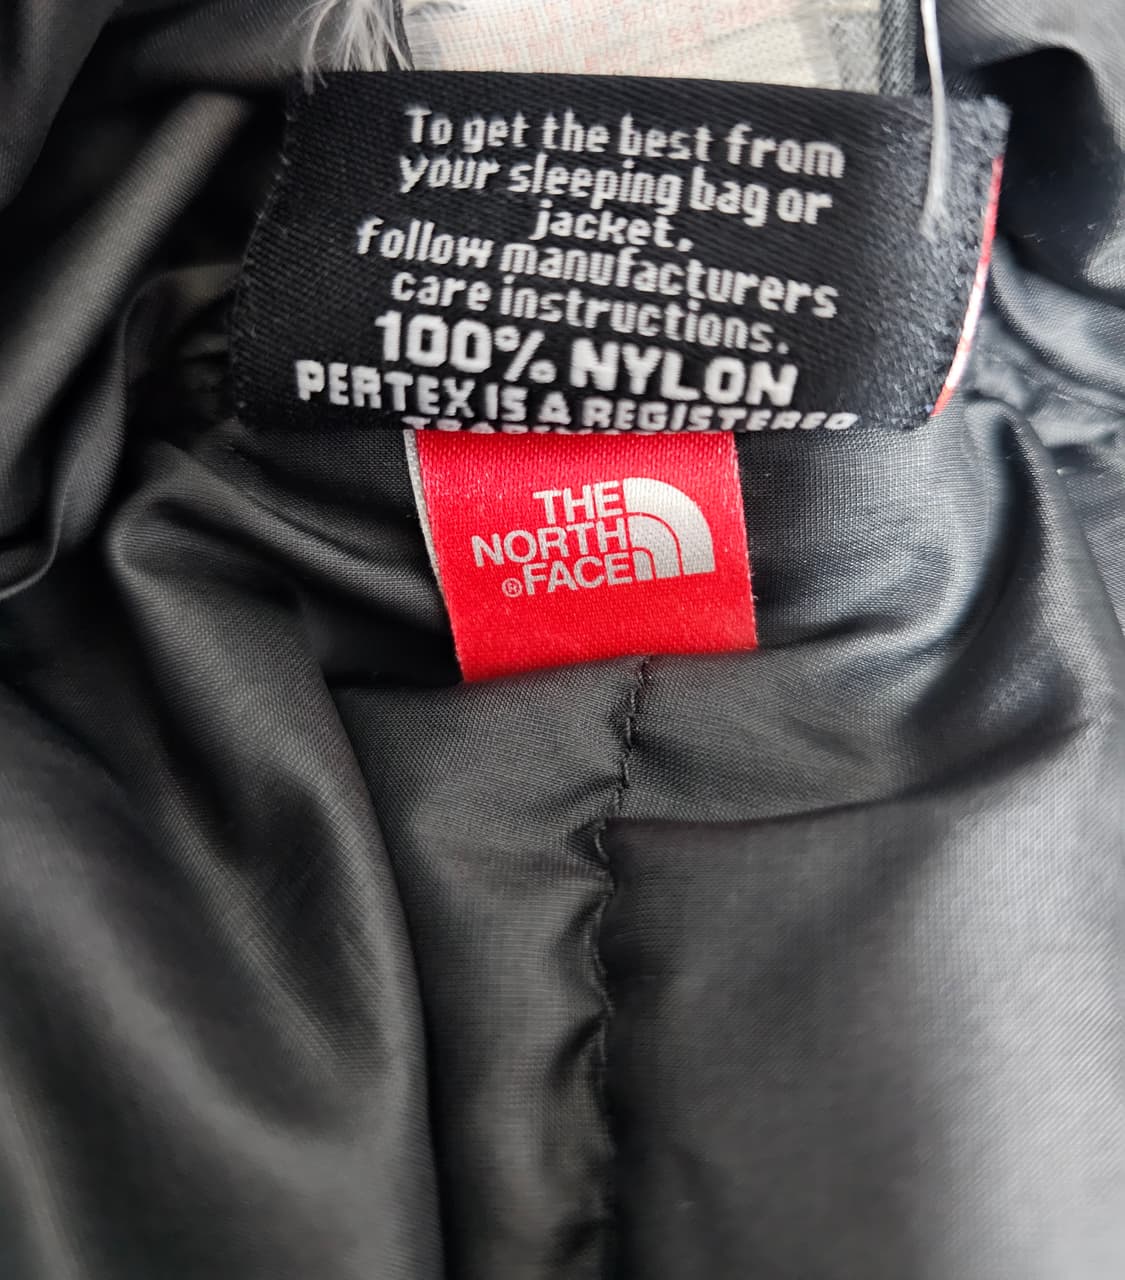 To get the best from
your sleeping bag or
jacket.
follow manufacturers
care instructions.
100% NYLON
PERTEX IS A REGISTERED
THE
NORTH
®FACE